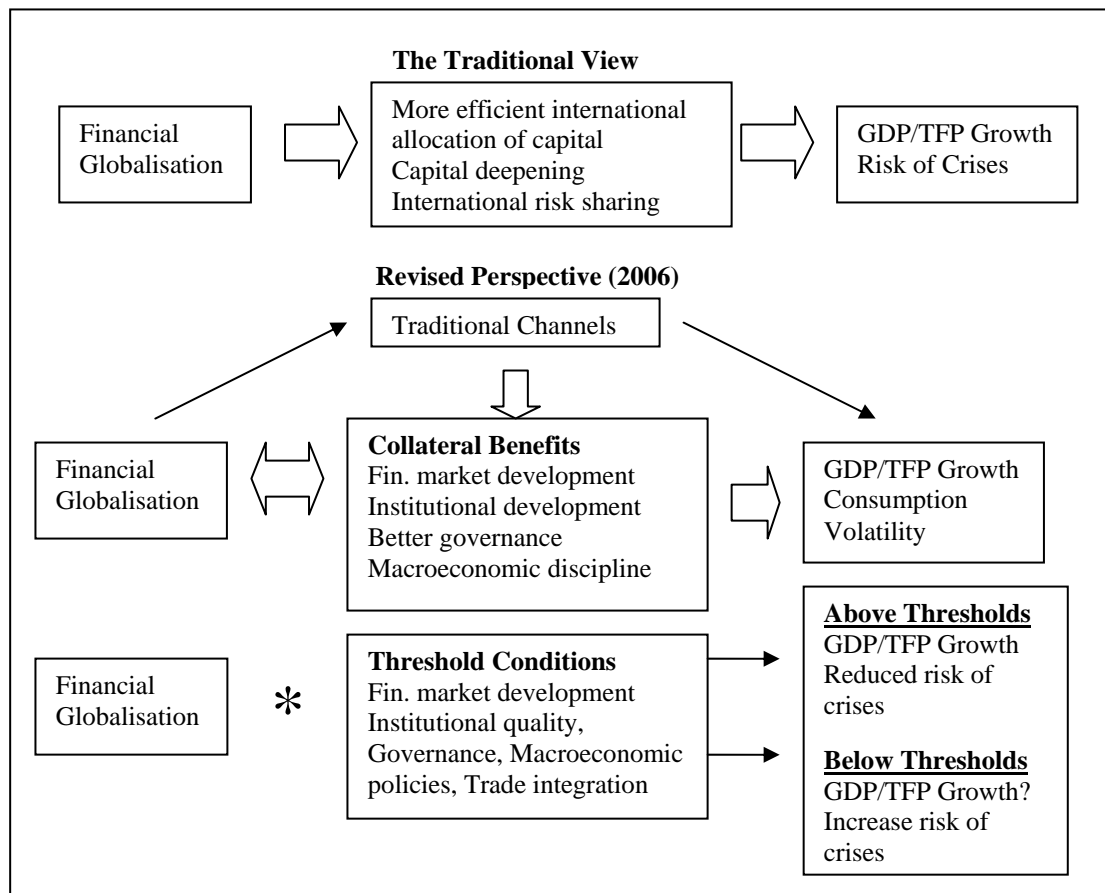 The Traditional View
Financial
Globalisation
More efficient international
allocation of capital
Capital deepening
International risk sharing
GDP/TFP Growth
Risk of Crises
Revised Perspective (2006)
Traditional Channels
Financial
Globalisation
Collateral Benefits
Fin. market development
Institutional development
Better governance
Macroeconomic discipline
GDP/TFP Growth
Consumption
Volatility
Financial
Globalisation
*
Threshold Conditions
Fin. market development
Institutional quality,
Governance, Macroeconomic
policies, Trade integration
Above Thresholds
GDP/TFP Growth
Reduced risk of
crises
Below Thresholds
GDP/TFP Growth?
Increase risk of
crises